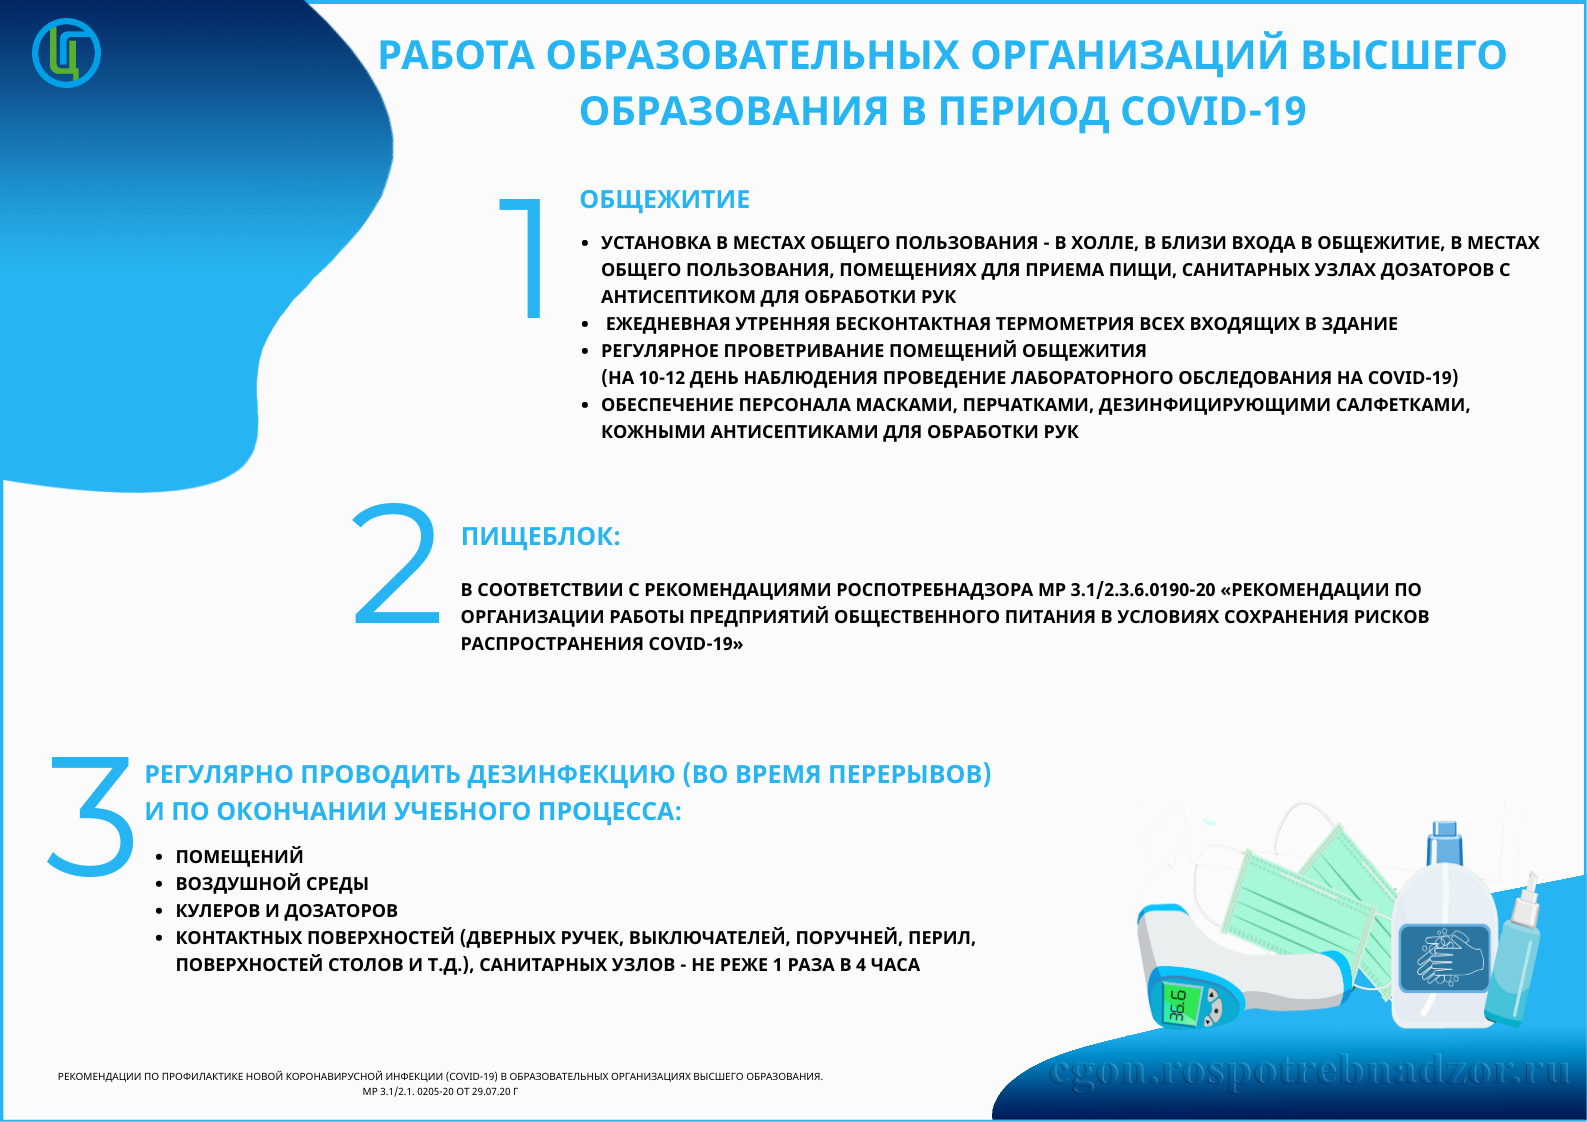 РАБОТА ОБРАЗОВАТЕЛЬНЫХ ОРГАНИЗАЦИЙ ВЫСШЕГО
ОБРАЗОВАНИЯ В ПЕРИОД COVID-19
1
ОБЩЕЖИТИЕ
• УСТАНОВКА В МЕСТАХ ОБЩЕГО ПОЛЬЗОВАНИЯ - В ХОЛЛЕ, В БЛИЗИ ВХОДА В ОБЩЕЖИТИЕ, В МЕСТАХ
ОБЩЕГО ПОЛЬЗОВАНИЯ, ПОМЕЩЕНИЯХ ДЛЯ ПРИЕМА ПИЩИ, САНИТАРНЫХ УЗЛАХ ДОЗАТОРОВ С
АНТИСЕПТИКОМ ДЛЯ ОБРАБОТКИ РУК
• ЕЖЕДНЕВНАЯ УТРЕННЯЯ БЕСКОНТАКТНАЯ ТЕРМОМЕТРИЯ ВСЕХ ВХОДЯЩИХ В ЗДАНИЕ
• РЕГУЛЯРНОЕ ПРОВЕТРИВАНИЕ ПОМЕЩЕНИЙ ОБЩЕЖИТИЯ
(НА 10-12 ДЕНЬ НАБЛЮДЕНИЯ ПРОВЕДЕНИЕ ЛАБОРАТОРНОГО ОБСЛЕДОВАНИЯ НА COVID-19)
• ОБЕСПЕЧЕНИЕ ПЕРСОНАЛА МАСКАМИ, ПЕРЧАТКАМИ, ДЕЗИНФИЦИРУЮЩИМИ САЛФЕТКАМИ,
КОЖНЫМИ АНТИСЕПТИКАМИ ДЛЯ ОБРАБОТКИ РУК
2
ПИЩЕБЛОК:
В СООТВЕТСТВИИ С РЕКОМЕНДАЦИЯМИ РОСПОТРЕБНАДЗОРА МР 3.1/2.3.6.0190-20 «РЕКОМЕНДАЦИИ ПО
ОРГАНИЗАЦИИ РАБОТЫ ПРЕДПРИЯТИЙ ОБЩЕСТВЕННОГО ПИТАНИЯ В УСЛОВИЯХ СОХРАНЕНИЯ РИСКОВ
РАСПРОСТРАНЕНИЯ COVID-19»
3
РЕГУЛЯРНО ПРОВОДИТЬ ДЕЗИНФЕКЦИЮ (ВО ВРЕМЯ ПЕРЕРЫВОВ)
И ПО ОКОНЧАНИИ УЧЕБНОГО ПРОЦЕССА:
• ПОМЕЩЕНИЙ
• ВОЗДУШНОЙ СРЕДЫ
• КУЛЕРОВ И ДОЗАТОРОВ
• КОНТАКТНЫХ ПОВЕРХНОСТЕЙ (ДВЕРНЫХ РУЧЕК, ВЫКЛЮЧАТЕЛЕЙ, ПОРУЧНЕЙ, ПЕРИЛ,
ПОВЕРХНОСТЕЙ СТОЛОВ И Т.Д.), САНИТАРНЫХ УЗЛОВ - НЕ РЕЖЕ 1 РАЗА В 4 ЧАСА
36.6
РЕКОМЕНДАЦИИ ПО ПРОФИЛАКТИКЕ НОВОЙ КОРОНАВИРУСНОЙ ИНФЕКЦИИ (COVID-19) В ОБРАЗОВАТЕЛЬНЫХ ОРГАНИЗАЦИЯХ ВЫСШЕГО ОБРАЗОВАНИЯ.
МР 3.1/2.1. 0205-20 ОТ 29.07.20 Г
cgon.rospotrebnadzor.ru